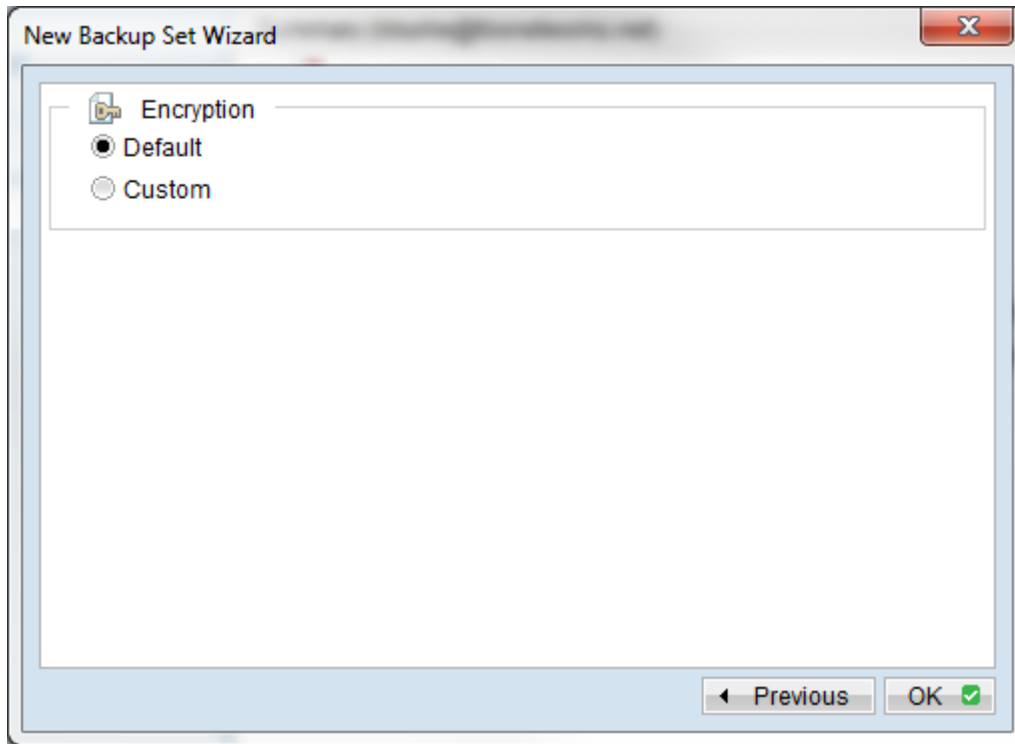 New Backup Set Wizard
Encryption
Default
Custom
Previous
OK